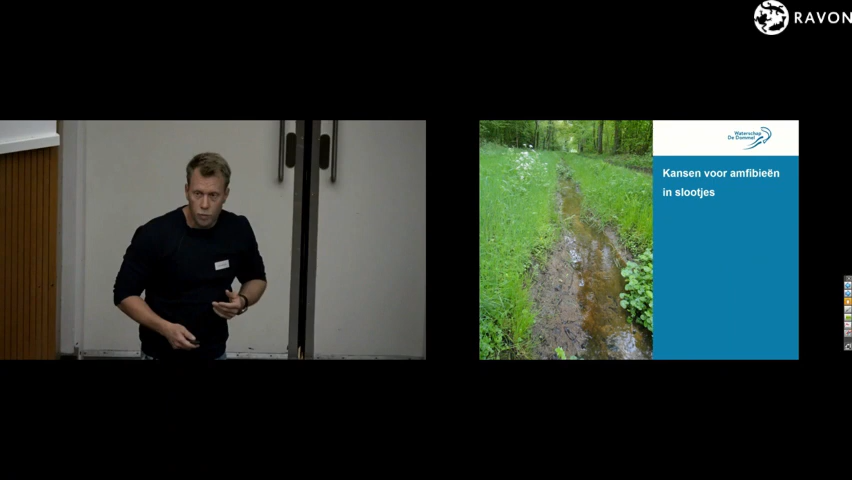 RAVON
Waterschap
De Dommel
Kansen voor amfibieën
in slootjes